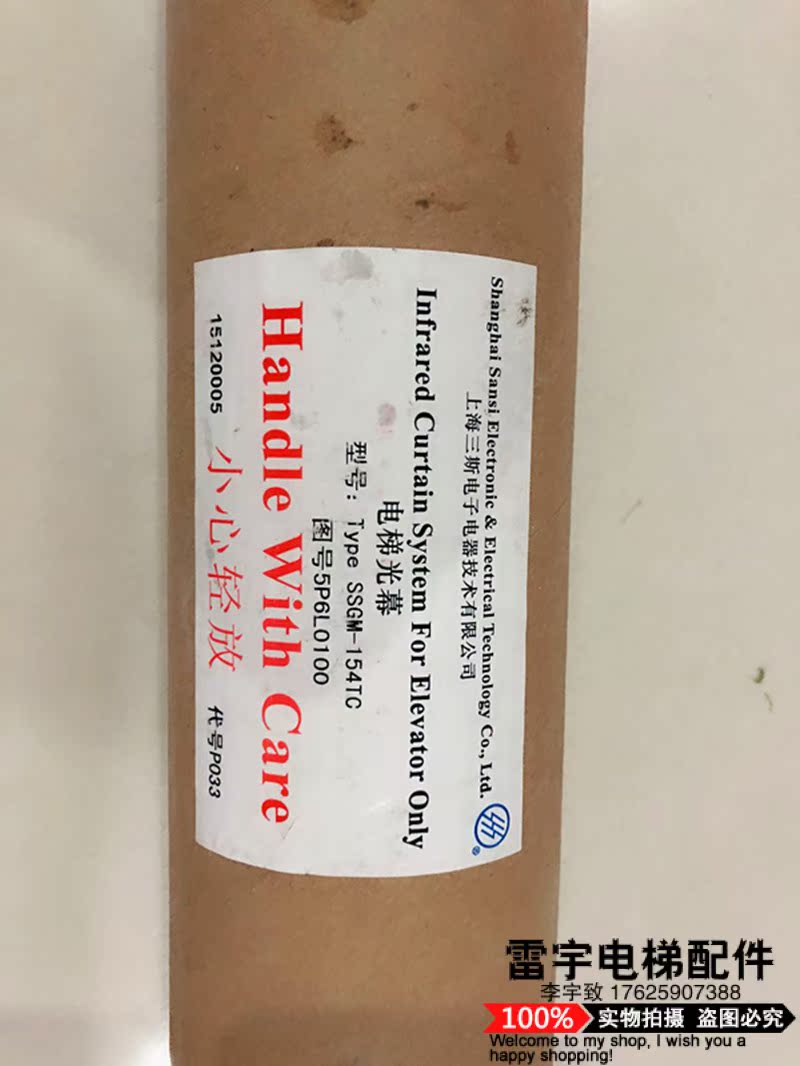 Shanghai Sansi Electronic & Electrical Technology Co., Ltd.
上海三斯电子电器技术有限公司
®
Infrared Curtain System For Elevator Only
电梯光幕
型号: Type SSGM-154TC
图号5P6L0100
Handle With Care
15120005 小心轻放 代号P033
雷宇电梯配件
李宇致 17625907388
100% 实物拍摄 盗图必究
Welcome to my shop, I wish you a
happy shopping!